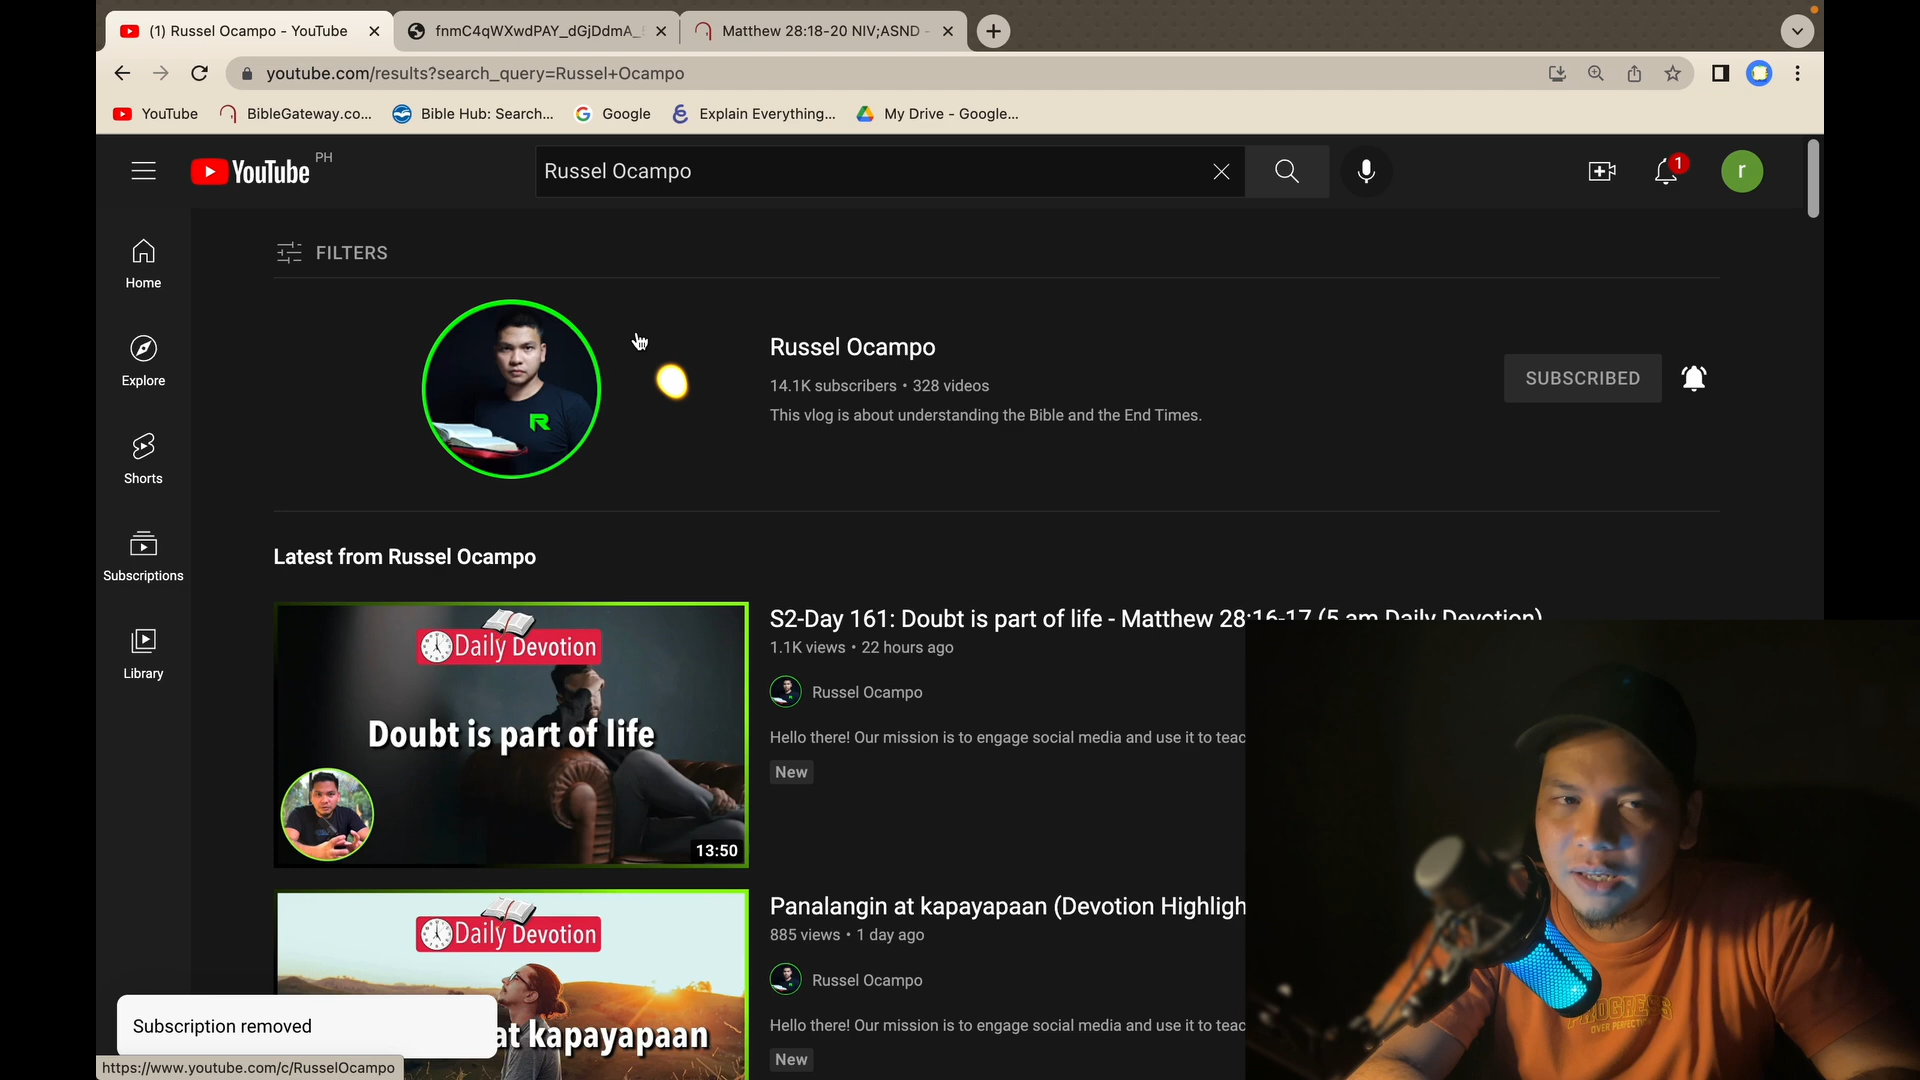 (1) Russel Ocampo - YouTube
fnmC4qWXwdPAY_dGjDdmA_
Matthew 28:18-20 NIV;ASND -
youtube.com/results?search_query=Russel+Ocampo
YouTube
BibleGateway.co...
Bible Hub: Search...
Google
Explain Everything...
My Drive - Google...
YouTube PH
Russel Ocampo
1
r
Home
Explore
Shorts
Subscriptions
Library
FILTERS
R
Russel Ocampo
14.1K subscribers • 328 videos
This vlog is about understanding the Bible and the End Times.
SUBSCRIBED
Latest from Russel Ocampo
Daily Devotion
Doubt is part of life
13:50
S2-Day 161: Doubt is part of life - Matthew 28:16-17 (5 am Daily Devotion)
1.1K views • 22 hours ago
Russel Ocampo
Hello there! Our mission is to engage social media and use it to teac
New
Daily Devotion
at kapayapaan
Panalangin at kapayapaan (Devotion Highligh
885 views • 1 day ago
Russel Ocampo
Hello there! Our mission is to engage social media and use it to teac
New
Subscription removed
https://www.youtube.com/c/RusselOcampo
PROGRESS
OVER PERFECTION